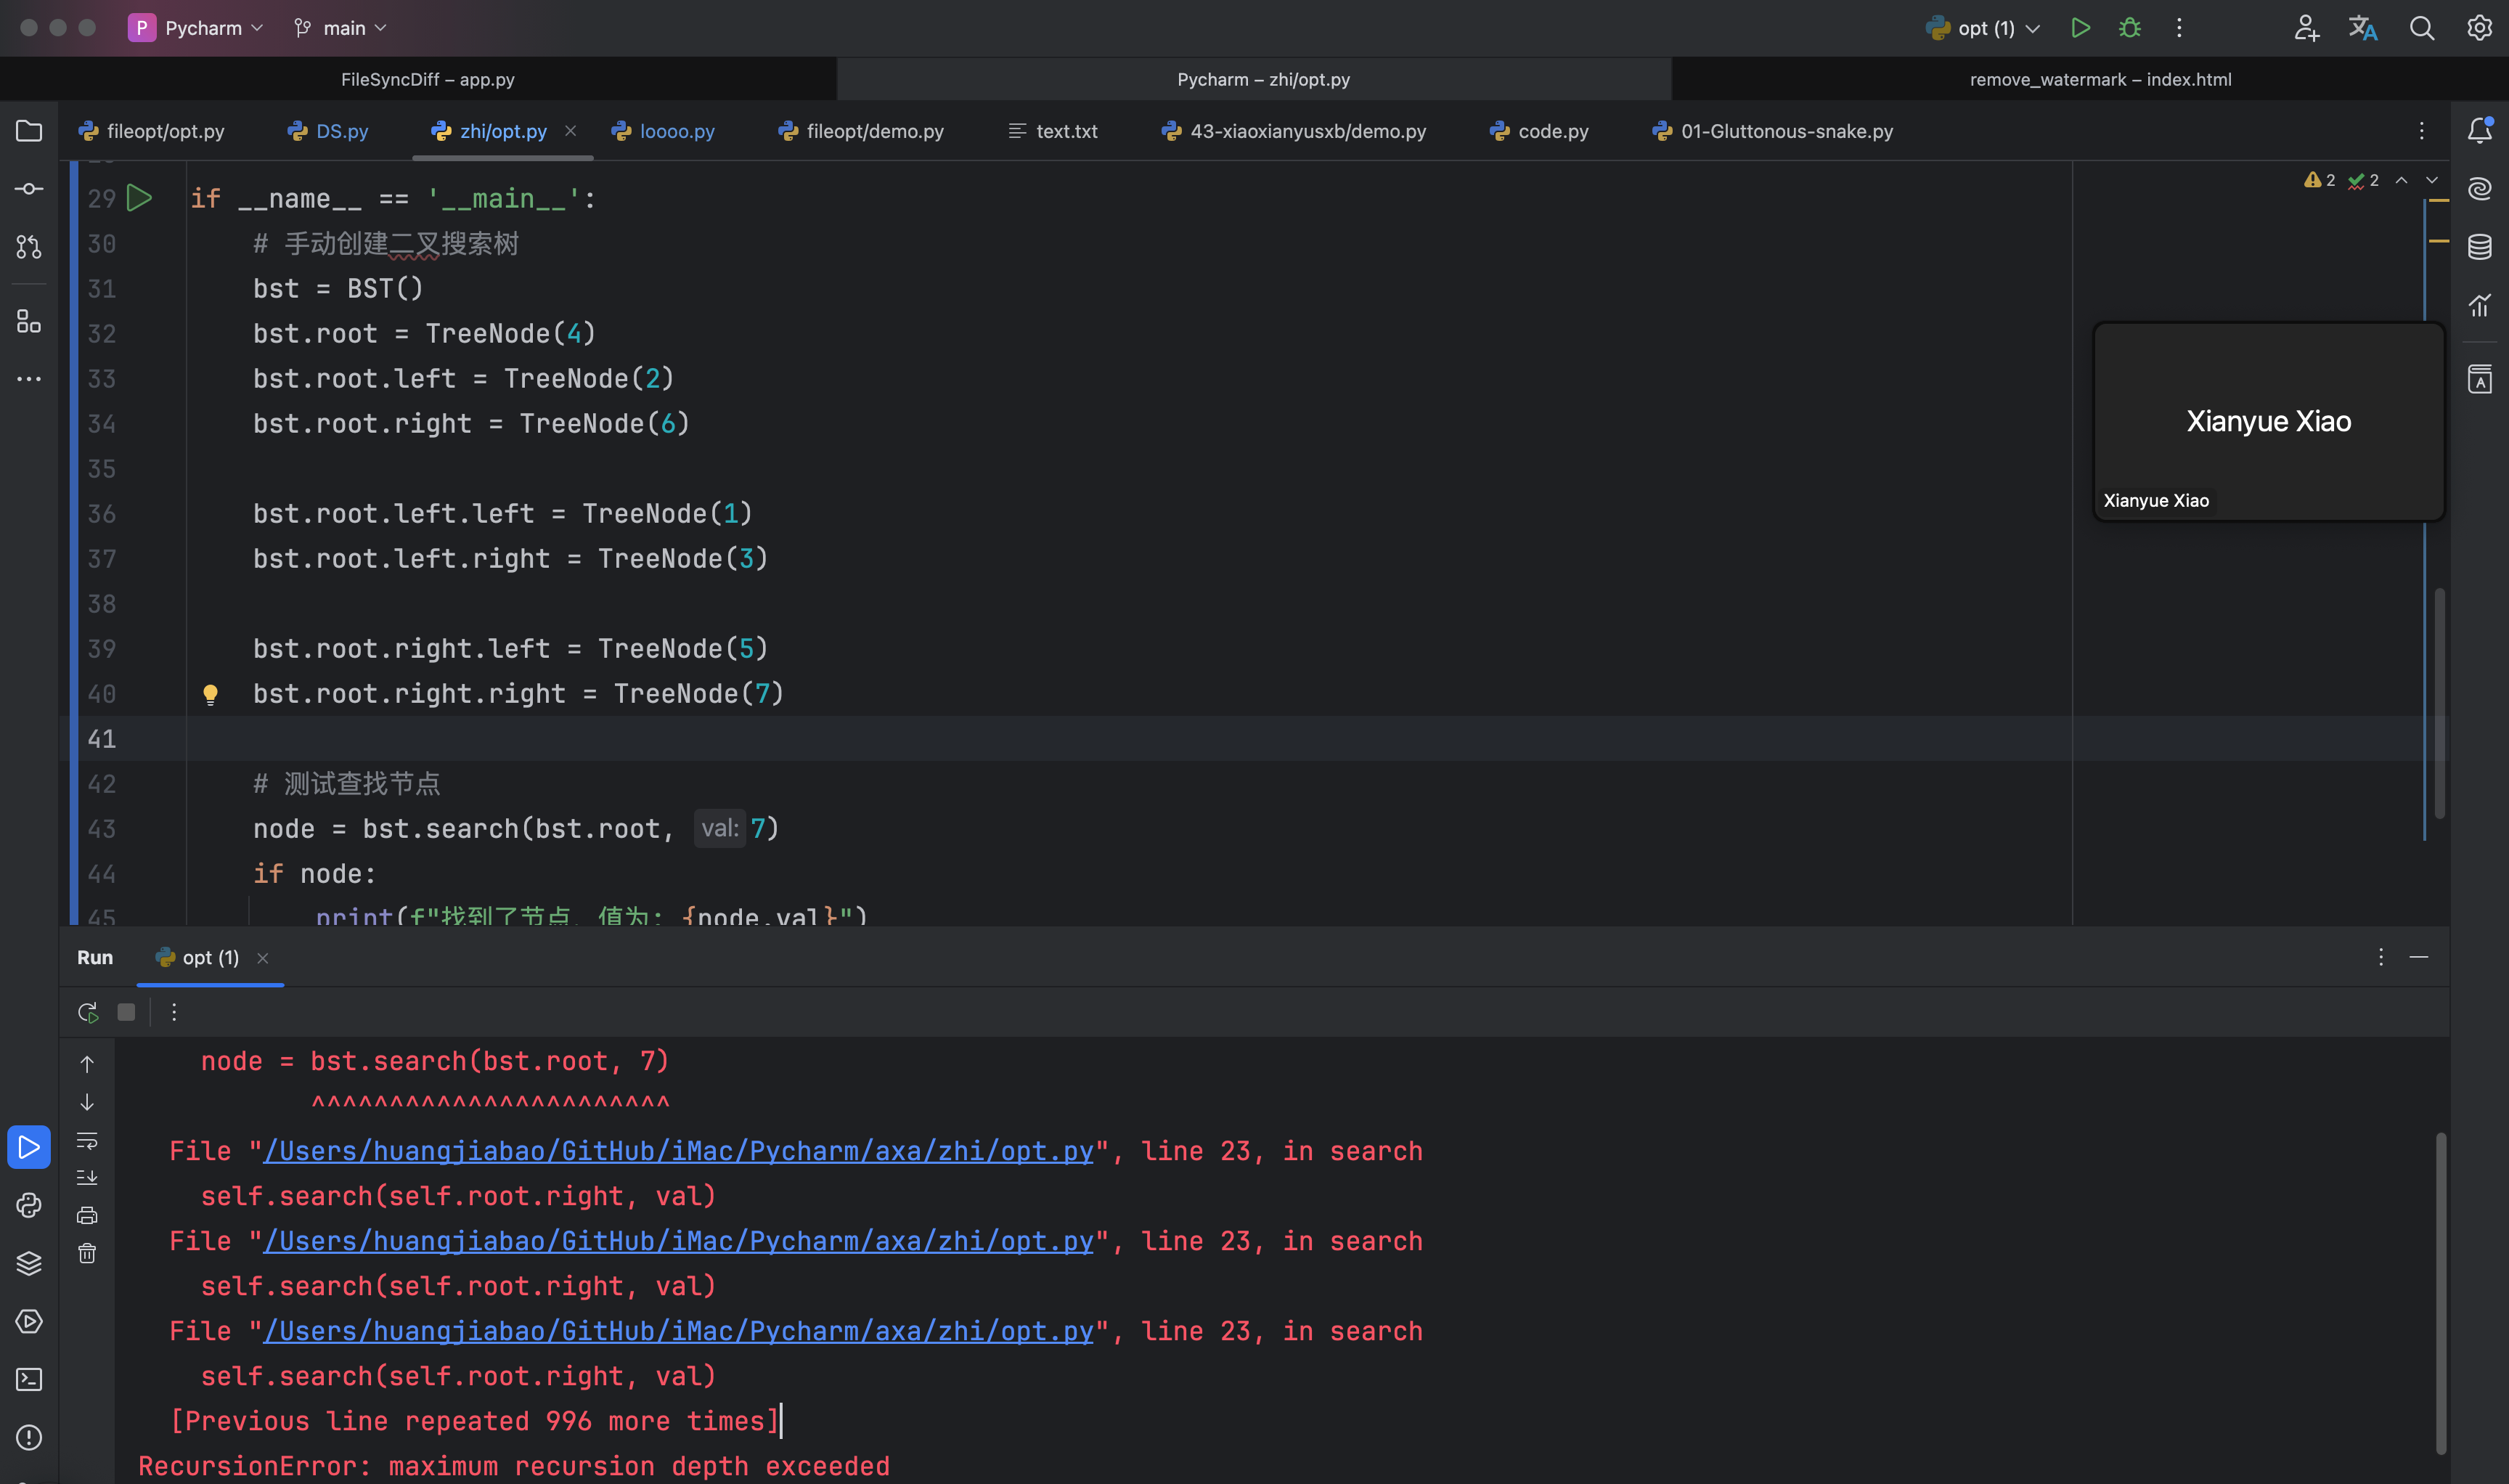 P Pycharm main opt (1)
FileSyncDiff – app.py Pycharm – zhi/opt.py remove_watermark – index.html
fileopt/opt.py DS.py zhi/opt.py loooo.py fileopt/demo.py text.txt 43-xiaoxianyusxb/demo.py code.py 01-Gluttonous-snake.py
2 2
29 if __name__ == '__main__':
30 # 手动创建二叉搜索树
31 bst = BST()
32 bst.root = TreeNode(4)
33 bst.root.left = TreeNode(2)
34 bst.root.right = TreeNode(6)
35
36 bst.root.left.left = TreeNode(1)
37 bst.root.left.right = TreeNode(3)
38
39 bst.root.right.left = TreeNode(5)
40 bst.root.right.right = TreeNode(7)
41
42 # 测试查找节点
43 node = bst.search(bst.root, val: 7)
44 if node:
45 print(f"找到了节点，值为：{node.val}")
Xianyue Xiao
Xianyue Xiao
Run opt (1)
node = bst.search(bst.root, 7)
^^^^^^^^^^^^^^^^^^^^^^^
File "/Users/huangjiabao/GitHub/iMac/Pycharm/axa/zhi/opt.py", line 23, in search
self.search(self.root.right, val)
File "/Users/huangjiabao/GitHub/iMac/Pycharm/axa/zhi/opt.py", line 23, in search
self.search(self.root.right, val)
File "/Users/huangjiabao/GitHub/iMac/Pycharm/axa/zhi/opt.py", line 23, in search
self.search(self.root.right, val)
[Previous line repeated 996 more times]
RecursionError: maximum recursion depth exceeded